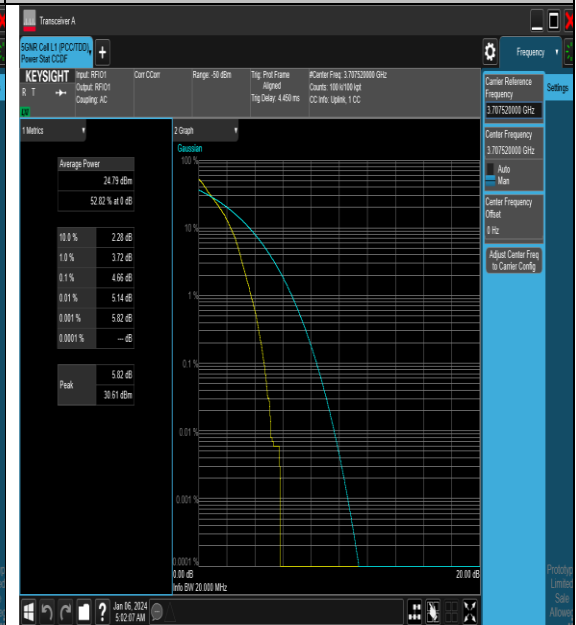 Transceiver A
5GNR Cell L1 (PCC/TDD),
Power Stat CCDF
Frequency
KEYSIGHT
R T
LW
Input: RFIO1
Output: RFIO1
Coupling: AC
Corr CCorr
Range: -50 dBm
Trig: Prot Frame
Aligned
Trig Delay: 4.450 ms
#Center Freq: 3.707520000 GHz
Counts: 100 k/100 kpt
CC Info: Uplink, 1 CC
Carrier Reference
Frequency
3.707520000 GHz
Settings
Center Frequency
3.707520000 GHz
Auto
Man
Center Frequency
Offset
0 Hz
Adjust Center Freq
to Carrier Config
1 Metrics
Average Power
24.79 dBm
52.82 % at 0 dB
10.0 % 2.28 dB
1.0 % 3.72 dB
0.1 % 4.66 dB
0.01 % 5.14 dB
0.001 % 5.82 dB
0.0001 % --- dB
Peak
5.82 dB
30.61 dBm
2 Graph
Gaussian
100 %
10 %
1 %
0.1 %
0.01 %
0.001 %
0.0001 %
0.00 dB
20.00 dB
Info BW 20.000 MHz
Prototyp
Limited
Sale
Allowed
Jan 06, 2024
5:02:07 AM